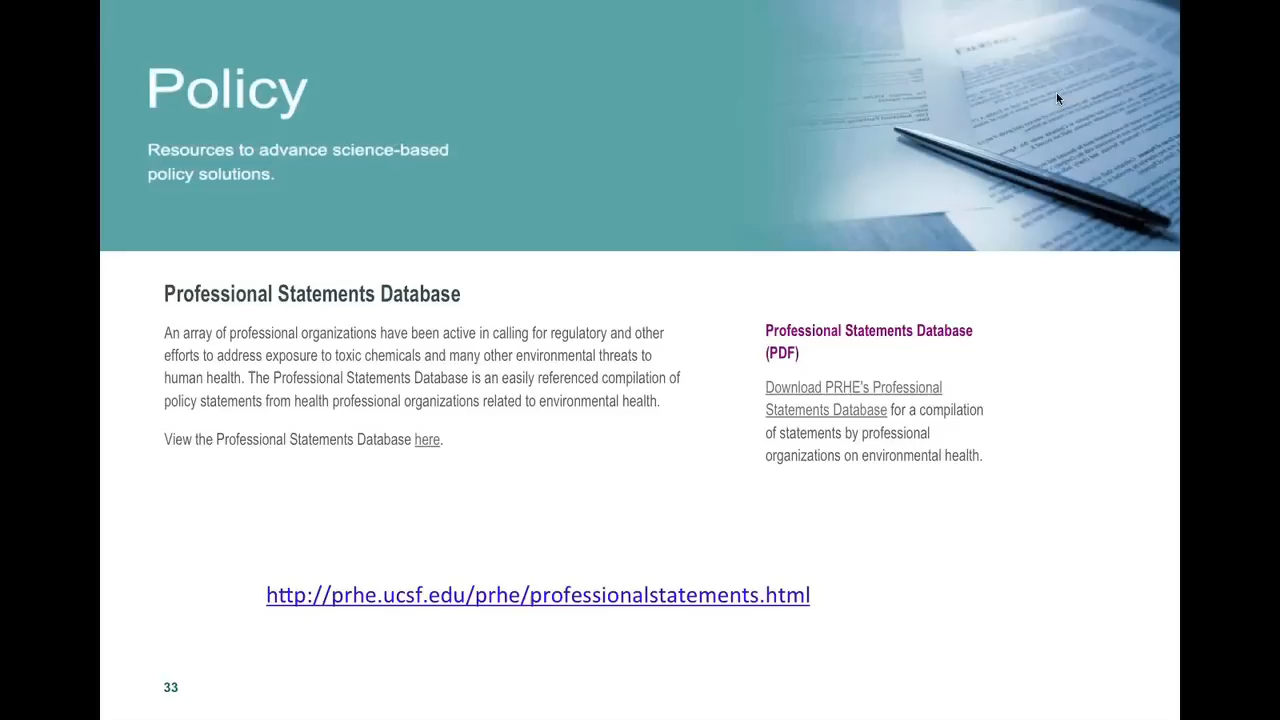 Policy
Resources to advance science-based
policy solutions.
Professional Statements Database
An array of professional organizations have been active in calling for regulatory and other
efforts to address exposure to toxic chemicals and many other environmental threats to
human health. The Professional Statements Database is an easily referenced compilation of
policy statements from health professional organizations related to environmental health.
View the Professional Statements Database here.
Professional Statements Database
(PDF)
Download PRHE's Professional
Statements Database for a compilation
of statements by professional
organizations on environmental health.
http://prhe.ucsf.edu/prhe/professionalstatements.html
33